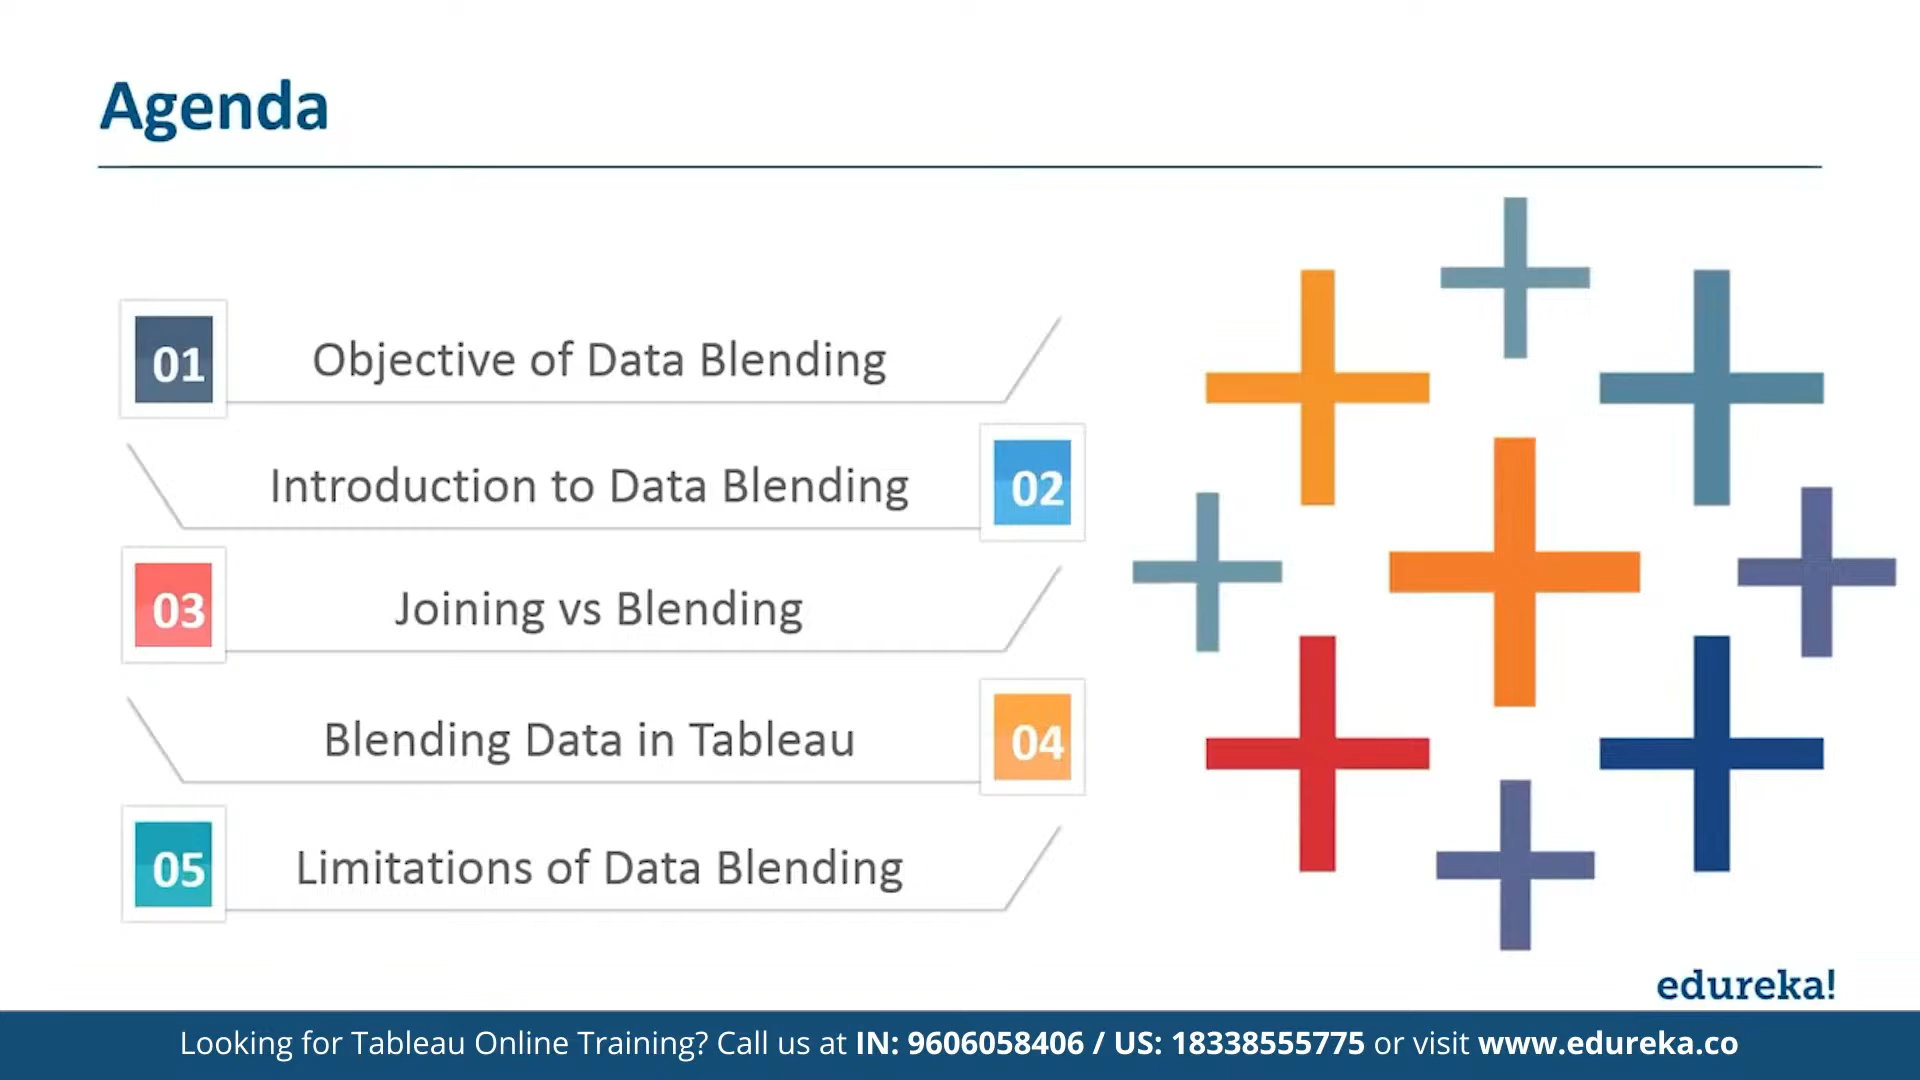 Agenda
01 Objective of Data Blending
Introduction to Data Blending 02
03 Joining vs Blending
Blending Data in Tableau 04
05 Limitations of Data Blending
edureka!
Looking for Tableau Online Training? Call us at IN: 9606058406 / US: 18338555775 or visit www.edureka.co